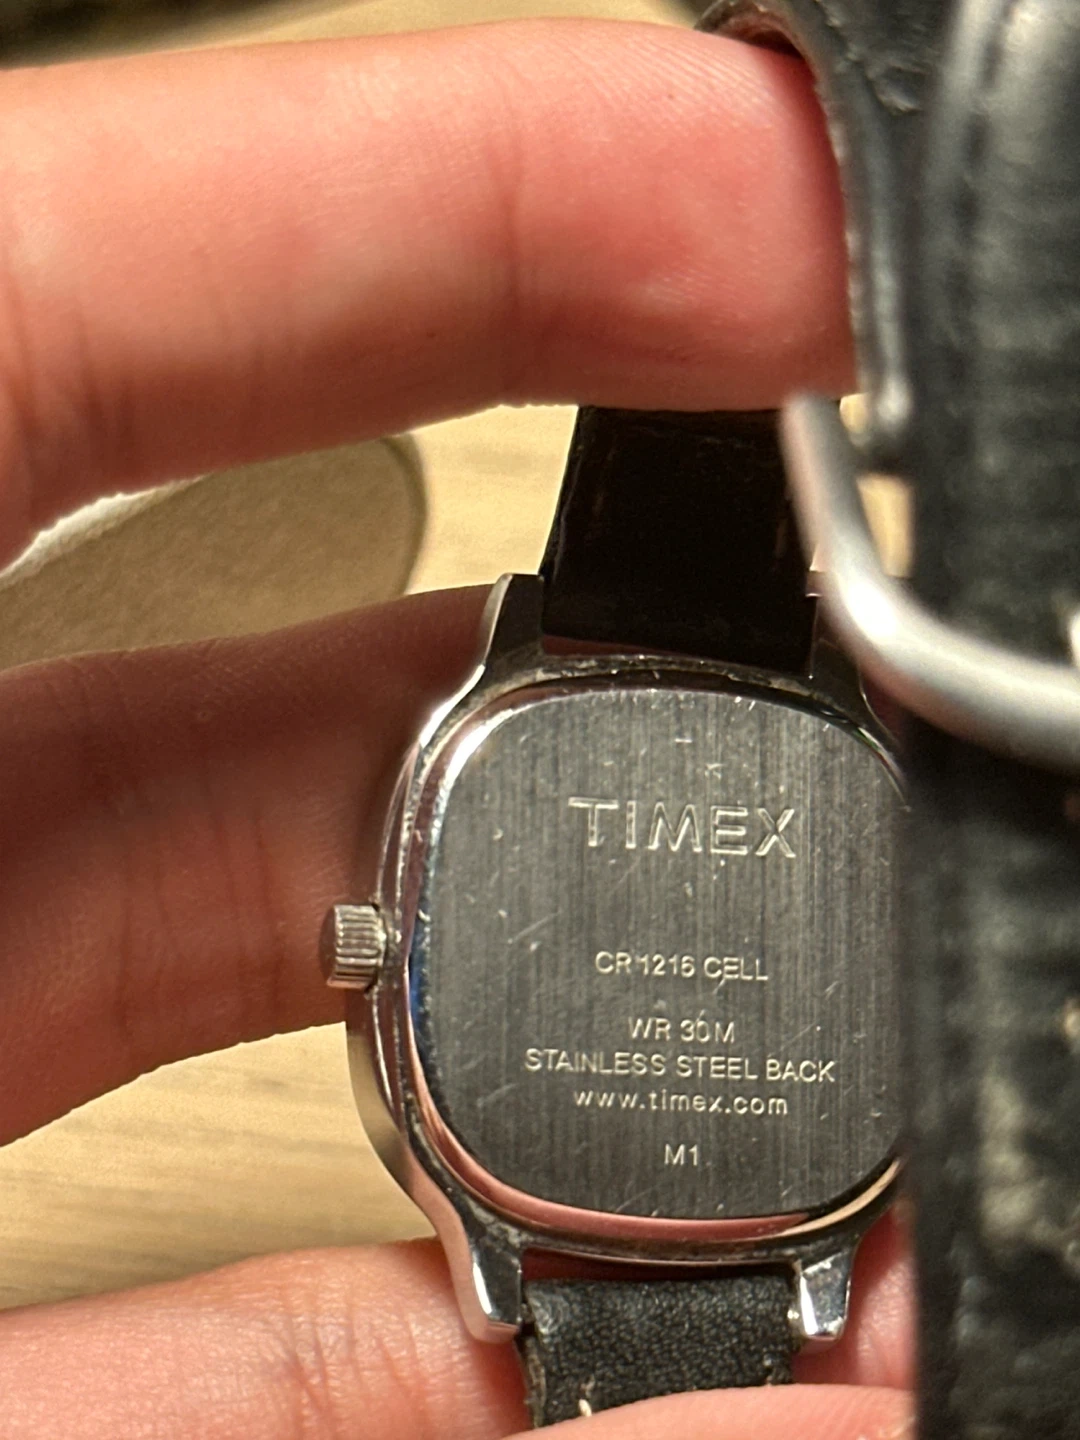 TIMEX
CR1216 CELL
WR 30M
STAINLESS STEEL BACK
www.timex.com
M1